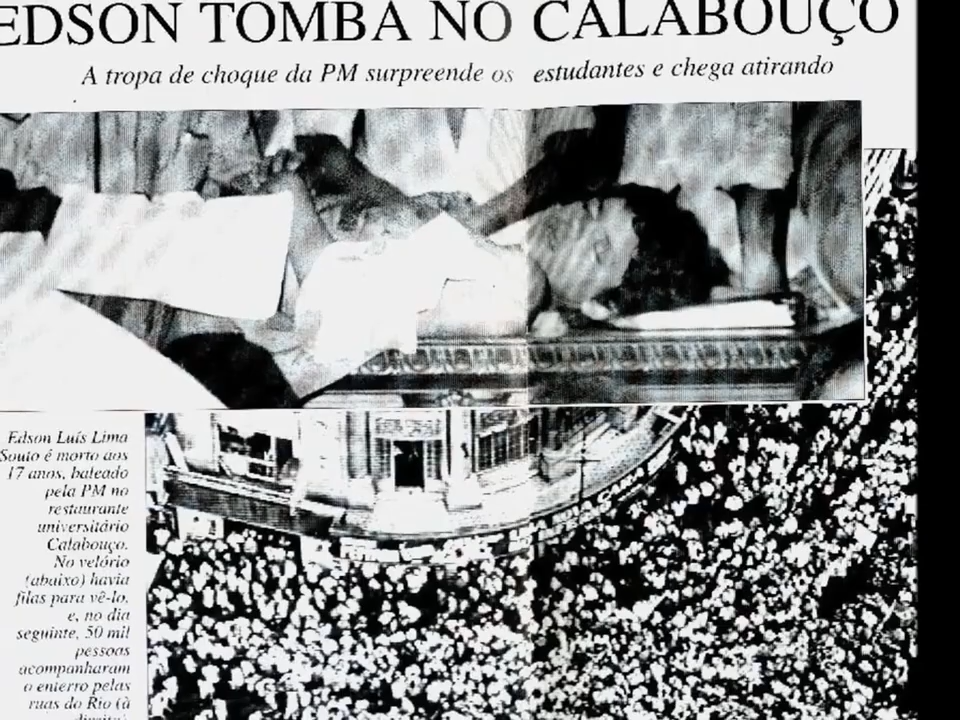 EDSON TOMBA NO CALABOUÇO
A tropa de choque da PM surpreende os estudantes e chega atirando
Edson Luís Lima
Souto é morto aos
17 anos, baleado
pela PM no
restaurante
universitário
Calabouço.
No velório
(abaixo) havia
filas para vê-lo,
e, no dia
seguinte, 50 mil
pessoas
acompanharam
o enterro pelas
ruas do Rio (à
direita).